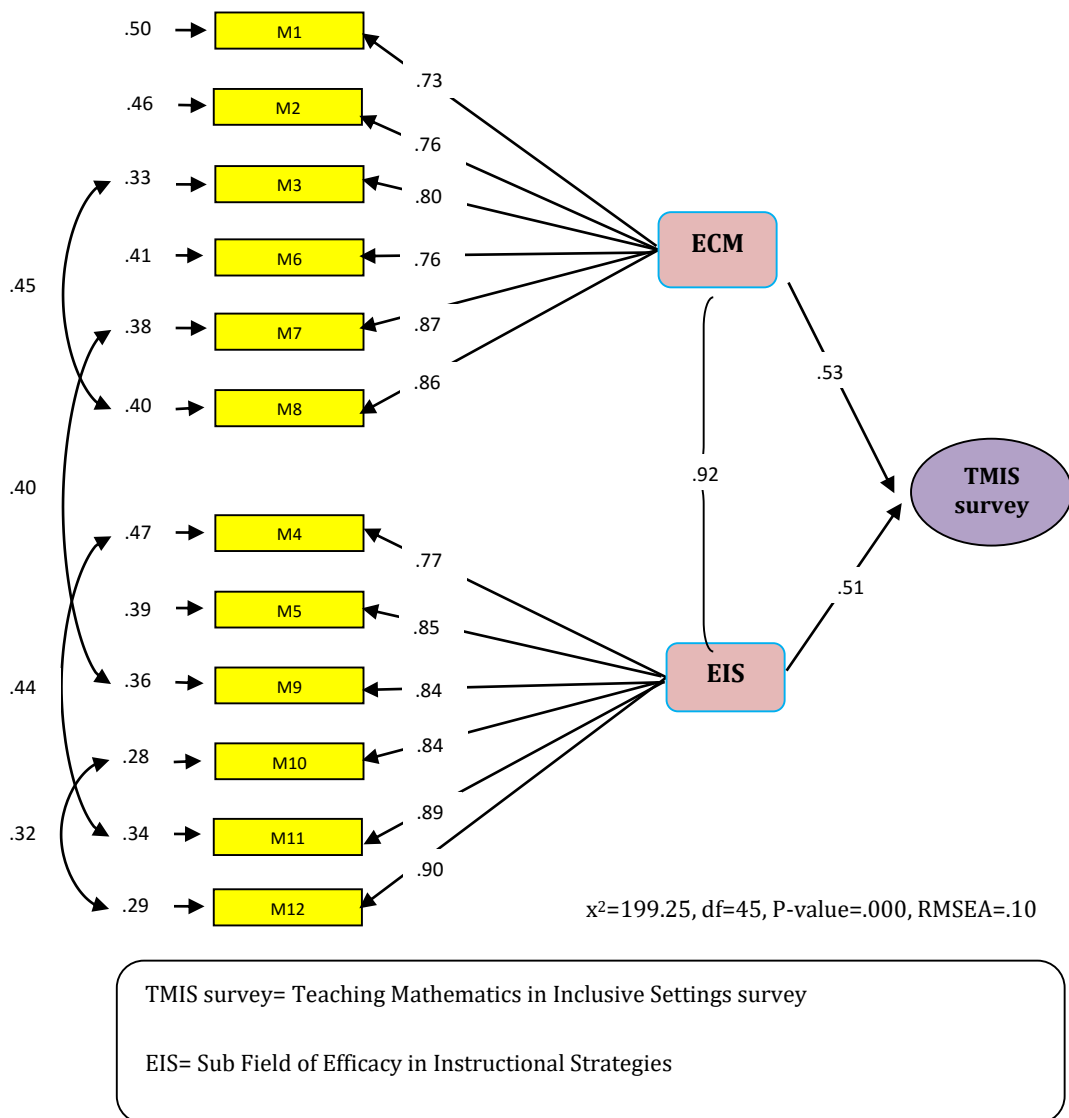 .50 M1
.73
.46 M2
.76
.33 M3
.80
ECM
.41 M6
.76
.45
.38 M7
.87
.53
.86
.40 M8
.92
TMIS
survey
.40
.47 M4
.77
.51
.39 M5
.85
EIS
.44
.36 M9
.84
.84
.28 M10
.89
.32
.34 M11
.90
.29 M12
x²=199.25, df=45, P-value=.000, RMSEA=.10
TMIS survey= Teaching Mathematics in Inclusive Settings survey
EIS= Sub Field of Efficacy in Instructional Strategies